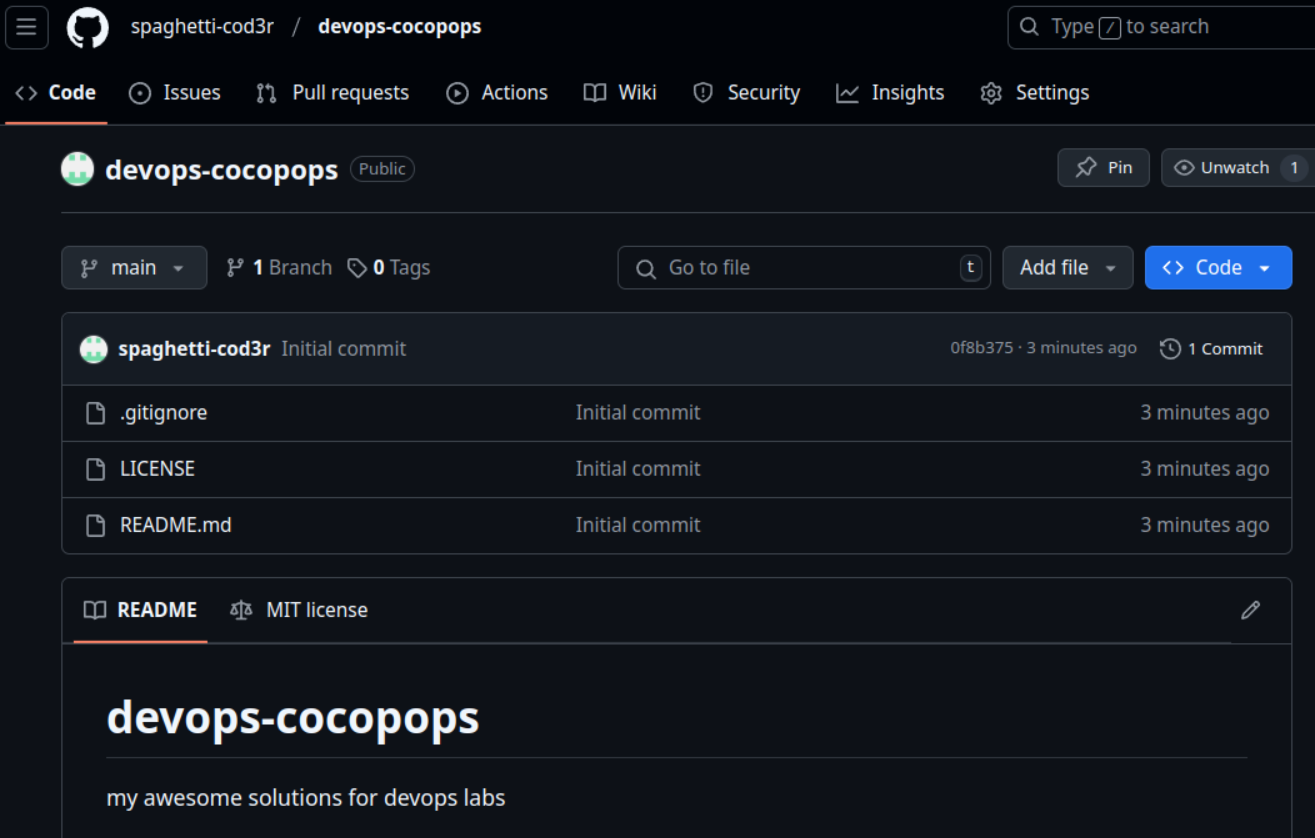 spaghetti-cod3r / devops-cocopops Type / to search
Code Issues Pull requests Actions Wiki Security Insights Settings
devops-cocopops Public Pin Unwatch 1
main 1 Branch 0 Tags Go to file t Add file Code
spaghetti-cod3r Initial commit 0f8b375 · 3 minutes ago 1 Commit
.gitignore Initial commit 3 minutes ago
LICENSE Initial commit 3 minutes ago
README.md Initial commit 3 minutes ago
README MIT license
devops-cocopops
my awesome solutions for devops labs